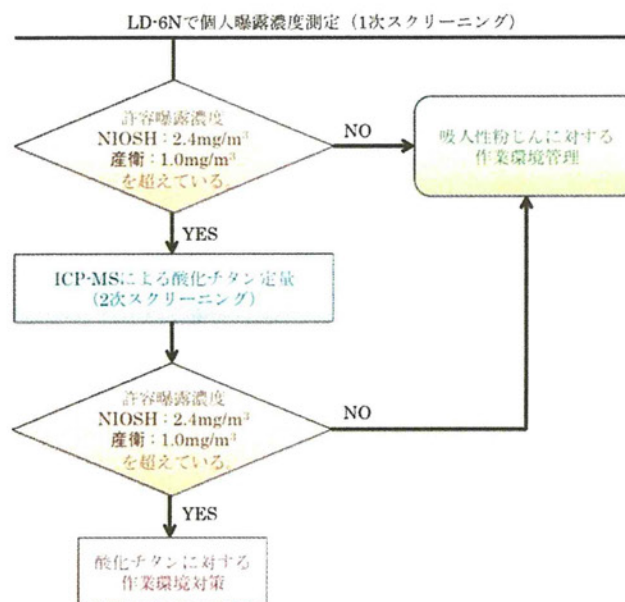 LD-6Nで個人曝露濃度測定(1次スクリーニング)
許容曝露濃度
NIOSH:2.4mg/m³
産衛:1.0mg/m³
を超えている。
NO
吸入性粉じんに対する
作業環境管理
YES
ICP-MSによる酸化チタン定量
(2次スクリーニング)
許容曝露濃度
NIOSH:2.4mg/m³
産衛:1.0mg/m³
を超えている。
NO
YES
酸化チタンに対する
作業環境対策